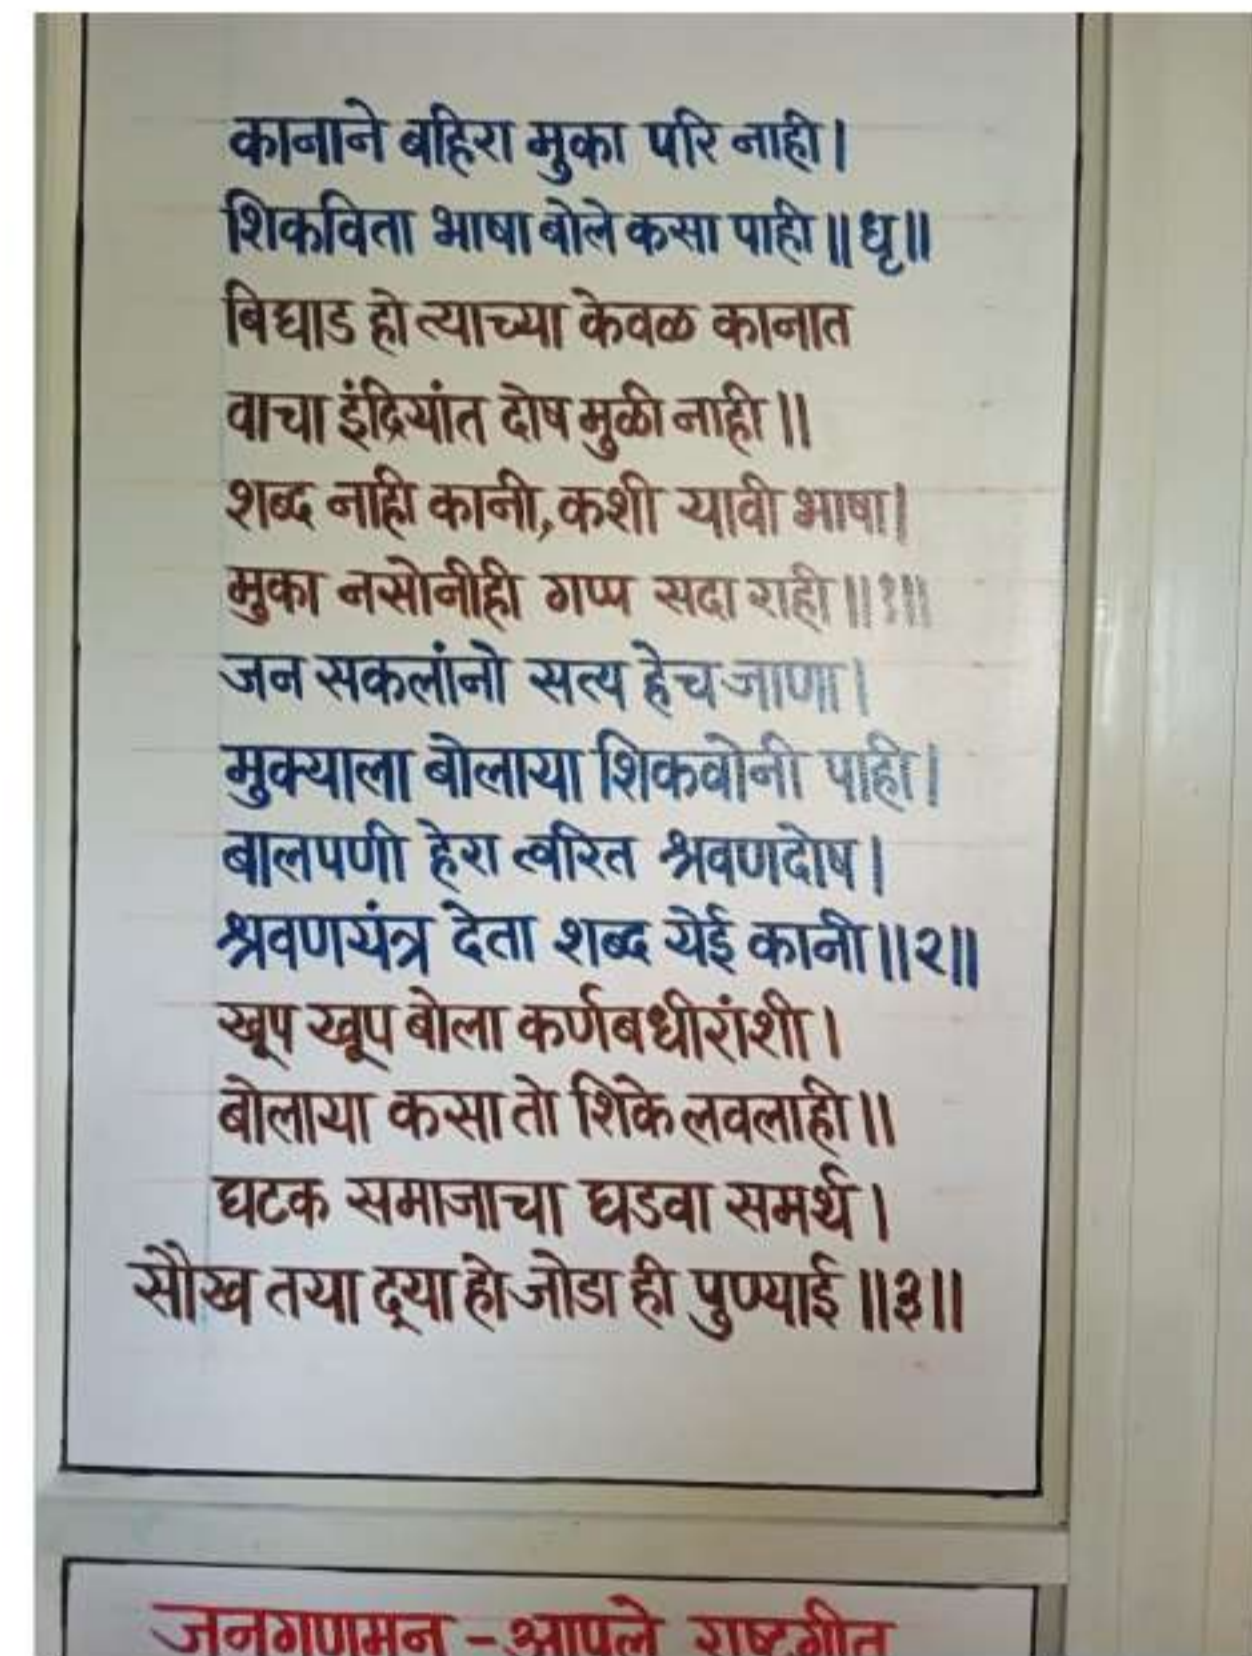 कानाने बहिरा मुका परि नाही।
शिकविता भाषा बोले कसा पाही॥धृ॥
बिघाड हो त्याच्या केवळ कानात
वाचा इंद्रियांत दोष मुळी नाही॥
शब्द नाही कानी, कशी यावी भाषा।
मुका नसोनीही गप्प सदा राही॥१॥
जन सकलांनो सत्य हेच जाणा।
मुक्याला बोलाया शिकवोनी पाही।
बालपणी हेरा त्वरित श्रवणदोष।
श्रवणयंत्र देता शब्द येई कानी॥२॥
खूप खूप बोला कर्णबधीरांशी।
बोलाया कसा तो शिके लवलाही॥
घटक समाजाचा घडवा समर्थ।
सौख तया द्या हो जोडा ही पुण्याई॥३॥
जनगणमन - आपले राष्टगीत